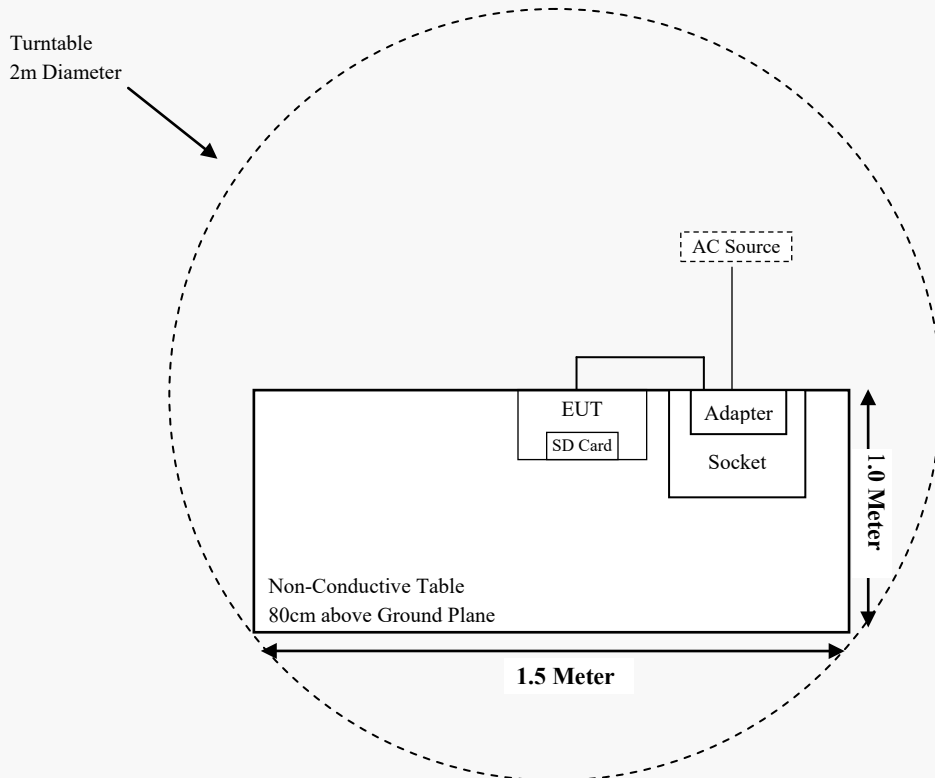 Turntable
2m Diameter
AC Source
EUT
Adapter
SD Card
Socket
1.0 Meter
Non-Conductive Table
80cm above Ground Plane
1.5 Meter